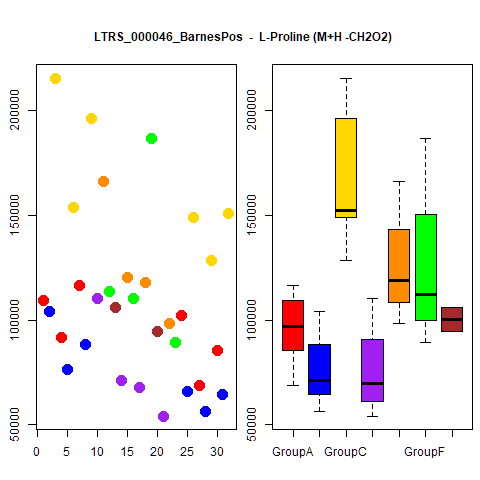 LTRS_000046_BarnesPos - L-Proline (M+H -CH2O2)
200000
150000
100000
50000
0 5 10 15 20 25 30
200000
150000
100000
50000
GroupA GroupC GroupF